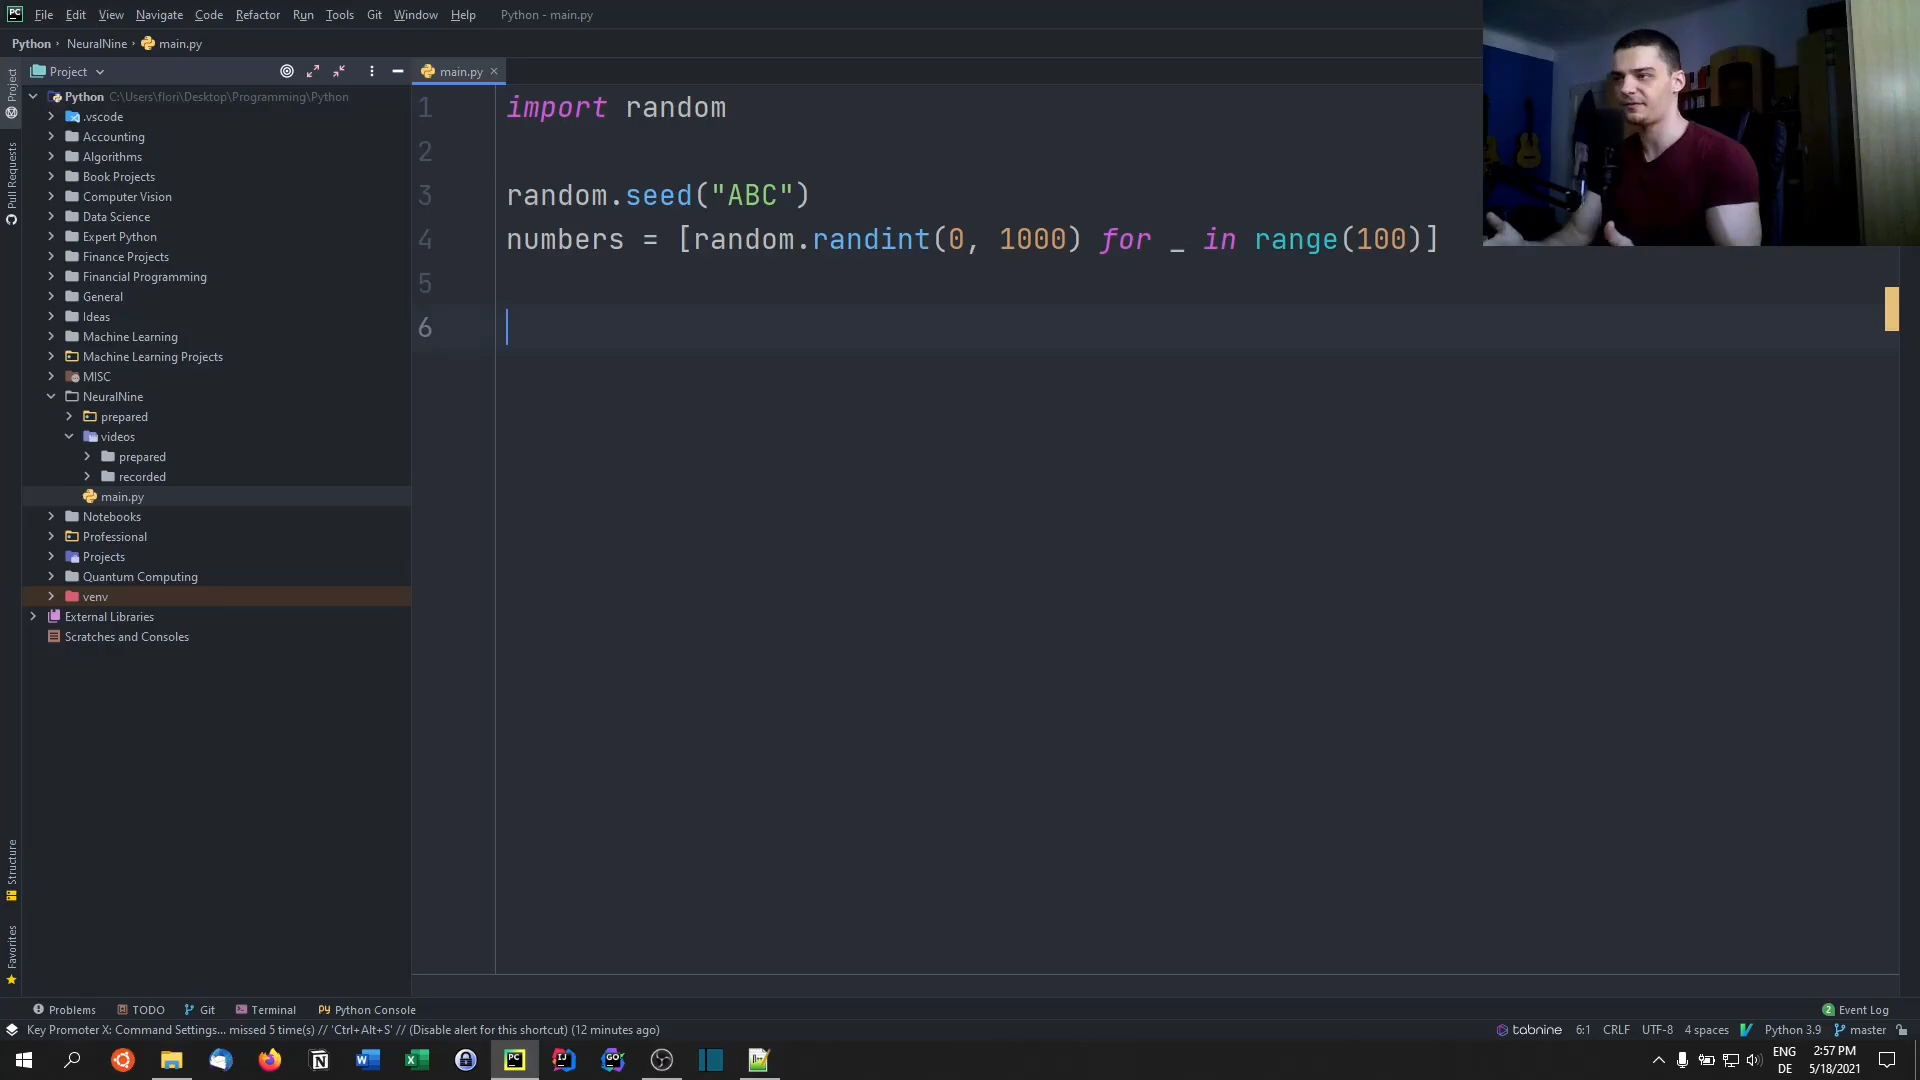 PC File Edit View Navigate Code Refactor Run Tools Git Window Help Python - main.py
Python NeuralNine main.py
Project
main.py
Project
Pull Requests
Structure
Favorites
Python C:\Users\flori\Desktop\Programming\Python
.vscode
Accounting
Algorithms
Book Projects
Computer Vision
Data Science
Expert Python
Finance Projects
Financial Programming
General
Ideas
Machine Learning
Machine Learning Projects
MISC
NeuralNine
prepared
videos
prepared
recorded
main.py
Notebooks
Professional
Projects
Quantum Computing
venv
External Libraries
Scratches and Consoles
1 import random
2
3 random.seed("ABC")
4 numbers = [random.randint(0, 1000) for _ in range(100)]
5
6
Problems TODO Git Terminal Python Console 2 Event Log
Key Promoter X: Command Settings... missed 5 time(s) // 'Ctrl+Alt+S' // (Disable alert for this shortcut) (12 minutes ago) tabnine 6:1 CRLF UTF-8 4 spaces Python 3.9 master
ENG 2:57 PM
DE 5/18/2021